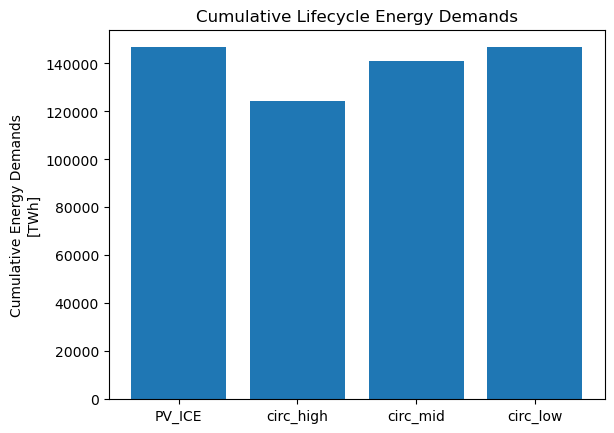 Cumulative Lifecycle Energy Demands
Cumulative Energy Demands
[TWh]
140000
120000
100000
80000
60000
40000
20000
0
PV_ICE
circ_high
circ_mid
circ_low